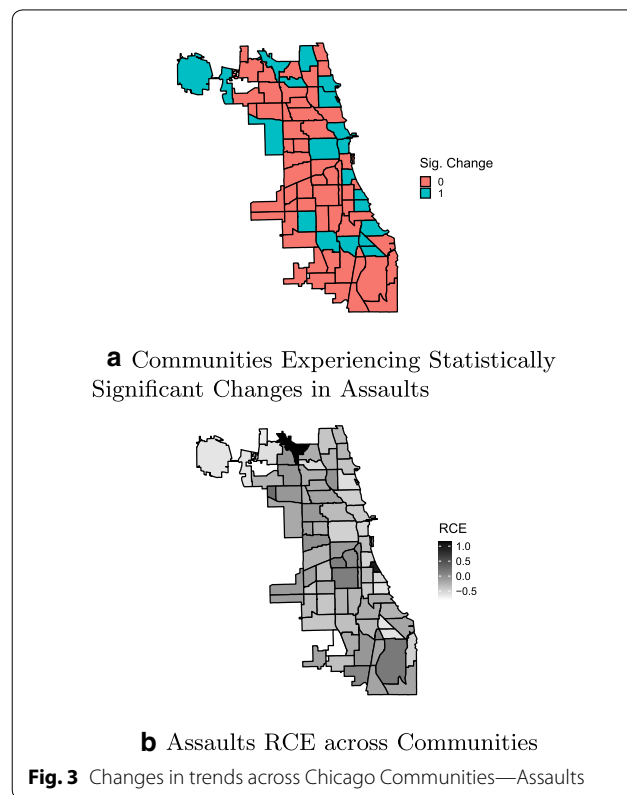 Sig. Change
0
1
a Communities Experiencing Statistically
Significant Changes in Assaults
RCE
1.0
0.5
0.0
−0.5
b Assaults RCE across Communities
Fig. 3 Changes in trends across Chicago Communities—Assaults